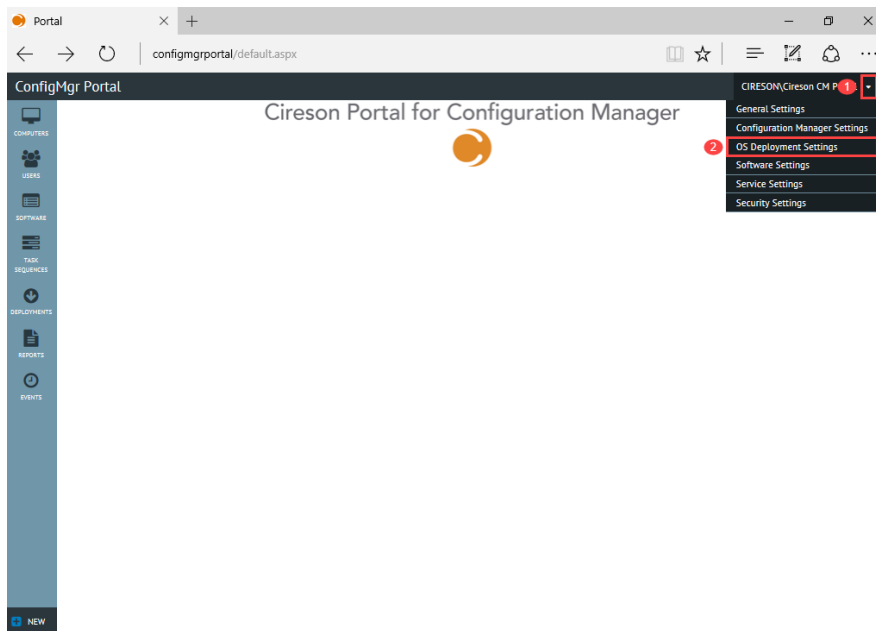 Portal
configmgrportal/default.aspx
ConfigMgr Portal
CIRESON\Cireson CM P
1
Cireson Portal for Configuration Manager
General Settings
Configuration Manager Settings
2
OS Deployment Settings
Software Settings
Service Settings
Security Settings
COMPUTERS
USERS
SOFTWARE
TASK
SEQUENCES
DEPLOYMENTS
REPORTS
EVENTS
NEW